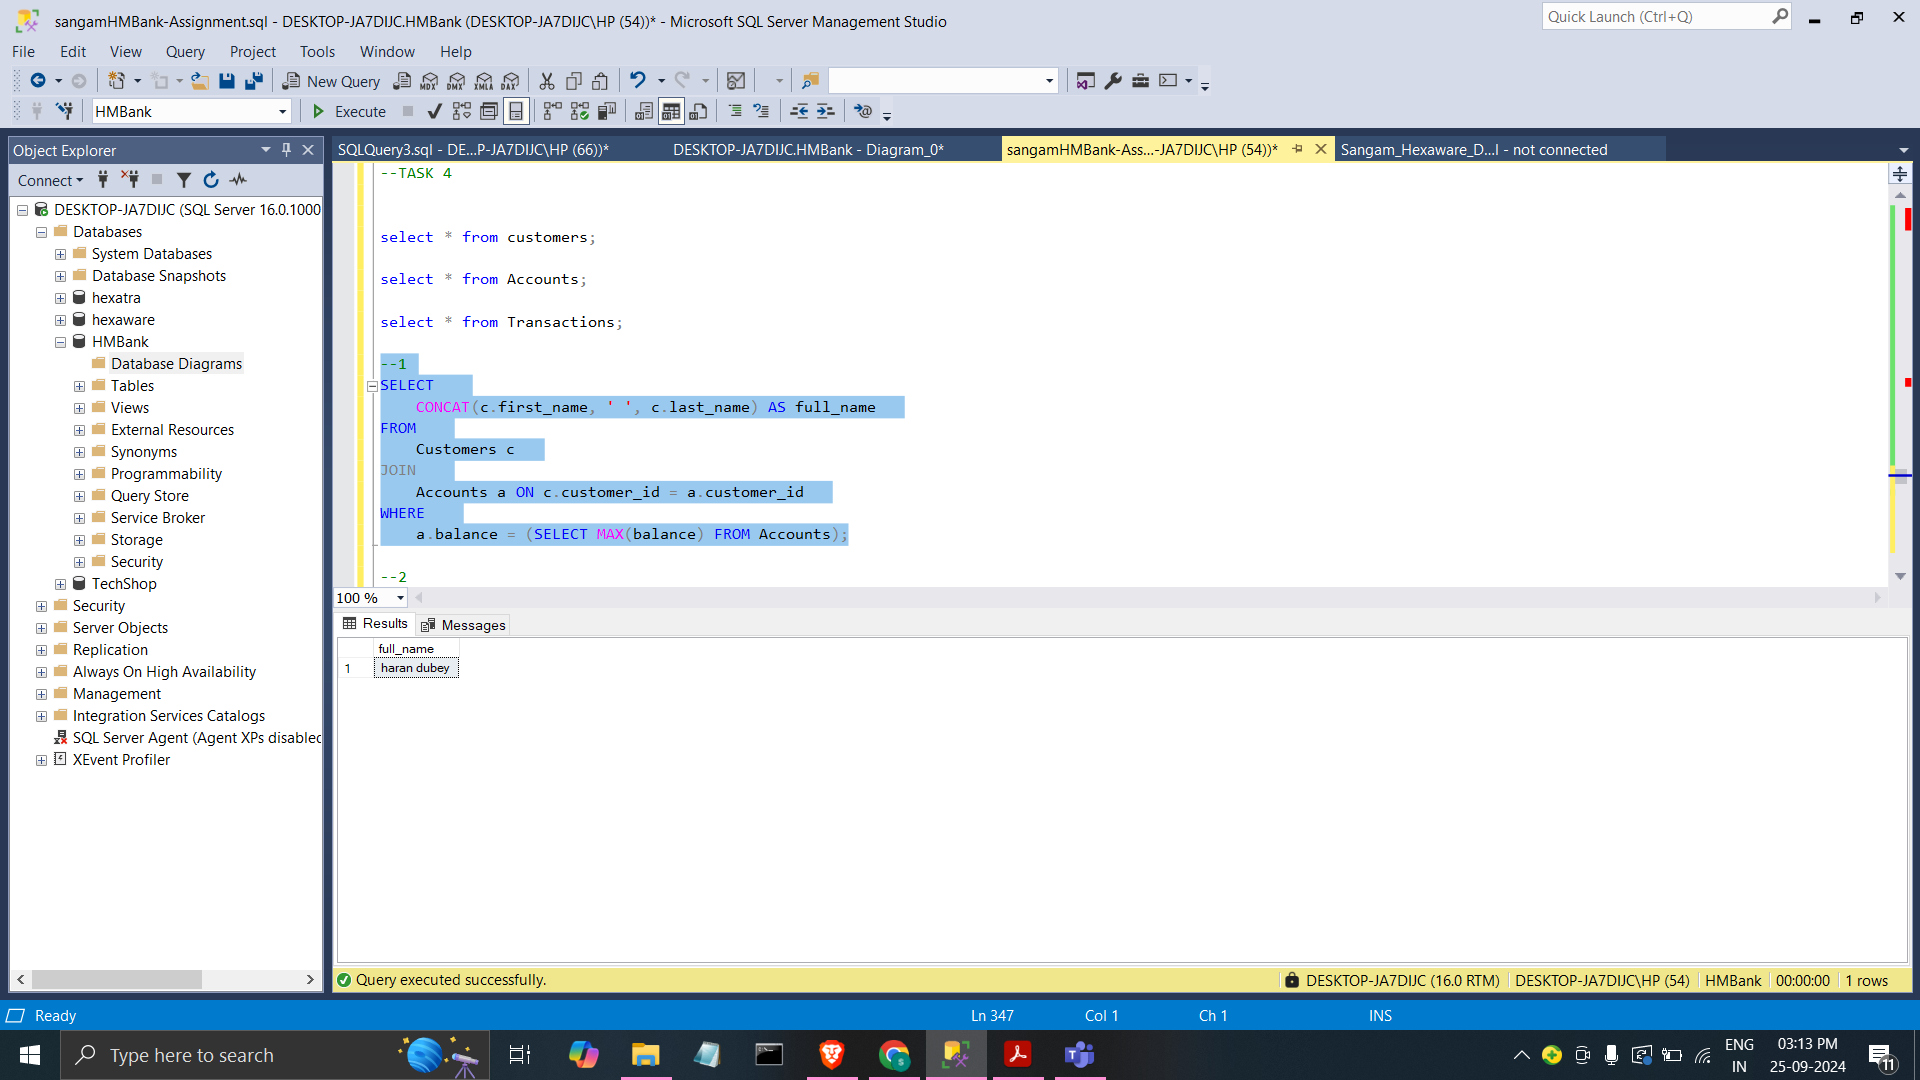 sangamHMBank-Assignment.sql - DESKTOP-JA7DIJC.HMBank (DESKTOP-JA7DIJC\HP (54))* - Microsoft SQL Server Management Studio
Quick Launch (Ctrl+Q)
File Edit View Query Project Tools Window Help
New Query MDX DMX XMLA DAX
HMBank Execute
Object Explorer
Connect
DESKTOP-JA7DIJC (SQL Server 16.0.1000
Databases
System Databases
Database Snapshots
hexatra
hexaware
HMBank
Database Diagrams
Tables
Views
External Resources
Synonyms
Programmability
Query Store
Service Broker
Storage
Security
TechShop
Security
Server Objects
Replication
Always On High Availability
Management
Integration Services Catalogs
SQL Server Agent (Agent XPs disabled
XEvent Profiler
SQLQuery3.sql - DE...P-JA7DIJC\HP (66))* DESKTOP-JA7DIJC.HMBank - Diagram_0* sangamHMBank-Ass...-JA7DIJC\HP (54))* Sangam_Hexaware_D...l - not connected
--TASK 4
select * from customers;
select * from Accounts;
select * from Transactions;
--1
SELECT
CONCAT(c.first_name, ' ', c.last_name) AS full_name
FROM
Customers c
JOIN
Accounts a ON c.customer_id = a.customer_id
WHERE
a.balance = (SELECT MAX(balance) FROM Accounts);
--2
100 %
Results Messages
full_name
1 haran dubey
Query executed successfully. DESKTOP-JA7DIJC (16.0 RTM) DESKTOP-JA7DIJC\HP (54) HMBank 00:00:00 1 rows
Ready Ln 347 Col 1 Ch 1 INS
Type here to search
ENG
IN
03:13 PM
25-09-2024
11